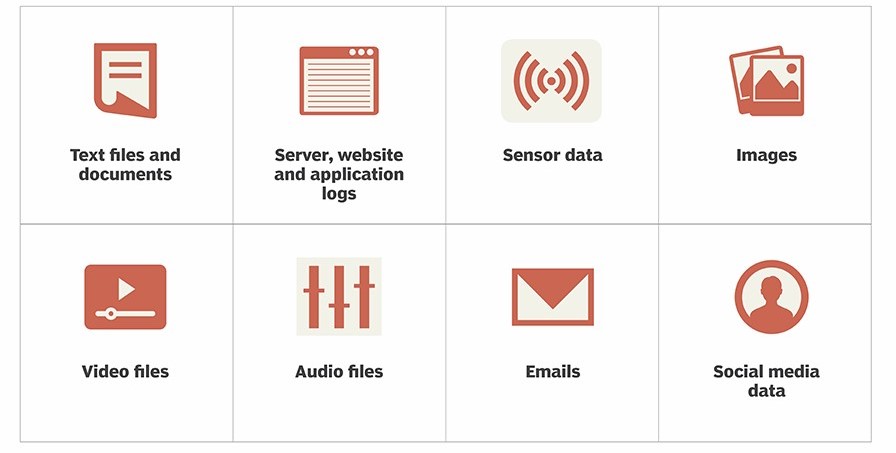 Text files and
documents
Server, website
and application
logs
Sensor data
Images
Video files
Audio files
Emails
Social media
data